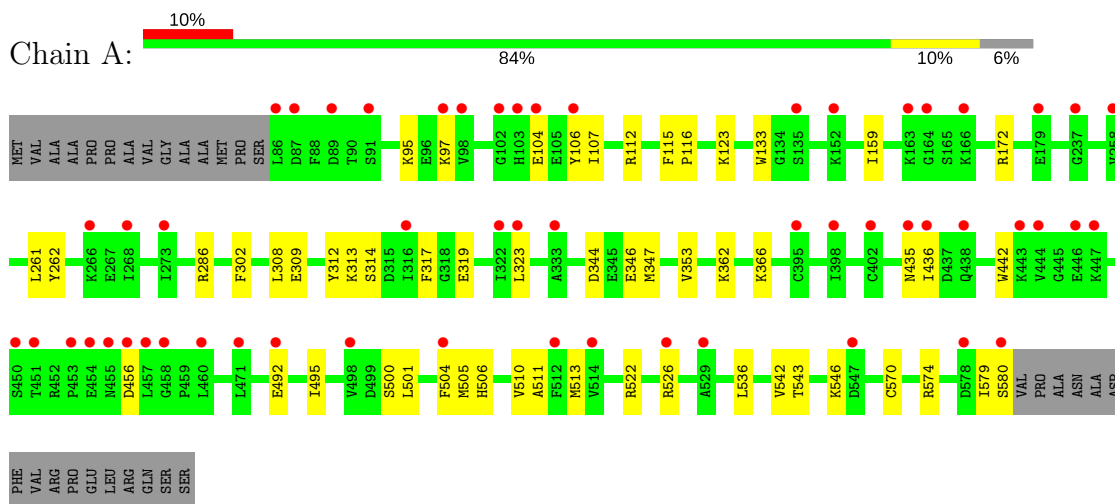 10%
Chain A:
84% 10% 6%
MET VAL ALA ALA PRO PRO ALA VAL GLY ALA ALA MET PRO SER L86 D87 F88 D89 T90 S91 K95 E96 K97 V98 G102 H103 E104 E105 Y106 I107 R112 F115 P116 K123 W133 G134 S135 K152 I159 K163 G164 S165 K166 R172 E179 G237 V258
L261 Y262 K266 E267 I268 I273 R286 F302 L308 E309 Y312 K313 S314 D315 I316 F317 G318 E319 I322 L323 A333 D344 E345 E346 M347 V353 K362 K366 C395 I398 C402 N435 I436 D437 Q438 W442 K443 V444 G445 E446 K447
S450 T451 R452 P453 E454 N455 D456 L457 G458 P459 L460 L471 E492 I495 V498 D499 S500 L501 F504 M505 H506 V510 A511 F512 M513 V514 R522 R526 A529 L536 V542 T543 K546 D547 C570 R574 D578 I579 S580 VAL PRO ALA ASN ALA ASP
PHE VAL ARG PRO GLU LEU ARG GLN SER SER